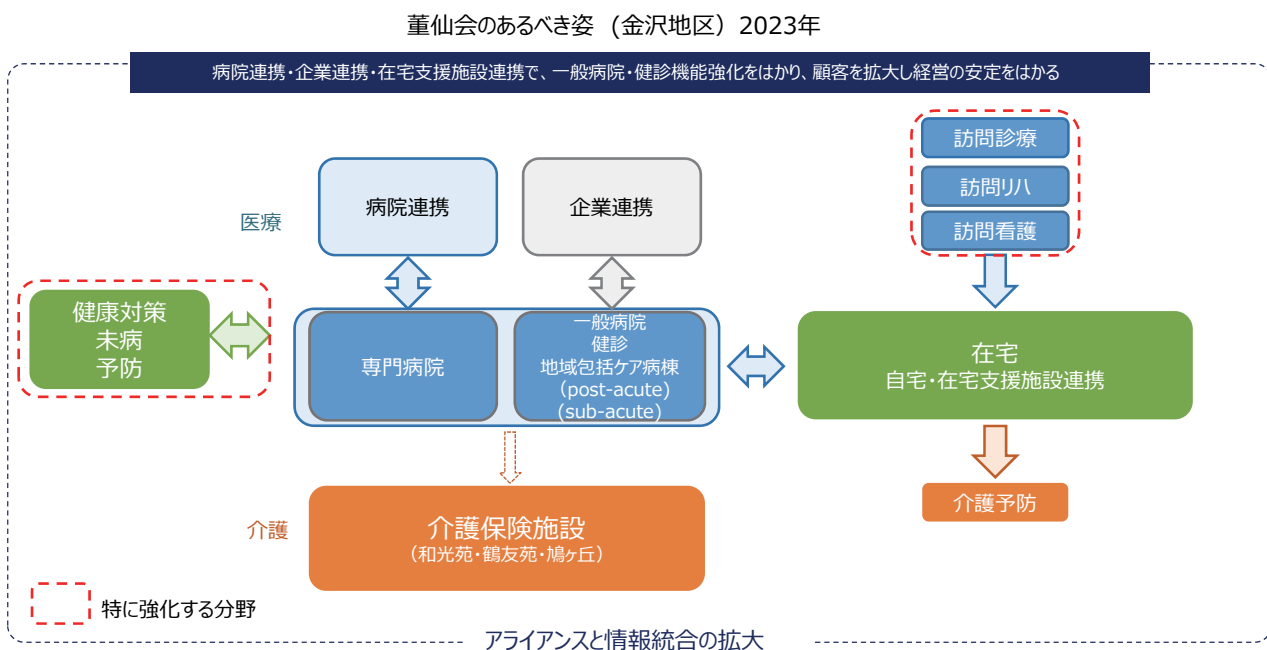 董仙会のあるべき姿 (金沢地区) 2023年
病院連携・企業連携・在宅支援施設連携で、一般病院・健診機能強化をはかり、顧客を拡大し経営の安定をはかる
訪問診療
訪問リハ
訪問看護
医療
病院連携
企業連携
健康対策
未病
予防
専門病院
一般病院
健診
地域包括ケア病棟
(post-acute)
(sub-acute)
在宅
自宅・在宅支援施設連携
介護
介護保険施設
（和光苑・鶴友苑・鳩ヶ丘）
介護予防
特に強化する分野
アライアンスと情報統合の拡大